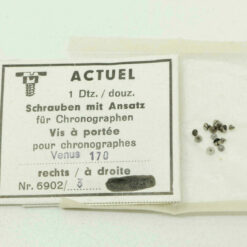 ACTUEL
1 Dtz. / douz.
Schrauben mit Ansatz
für Chronographen
Vis à portée
pour chronographes
Venus 170
rechts / à droite
Nr. 6902/ 3